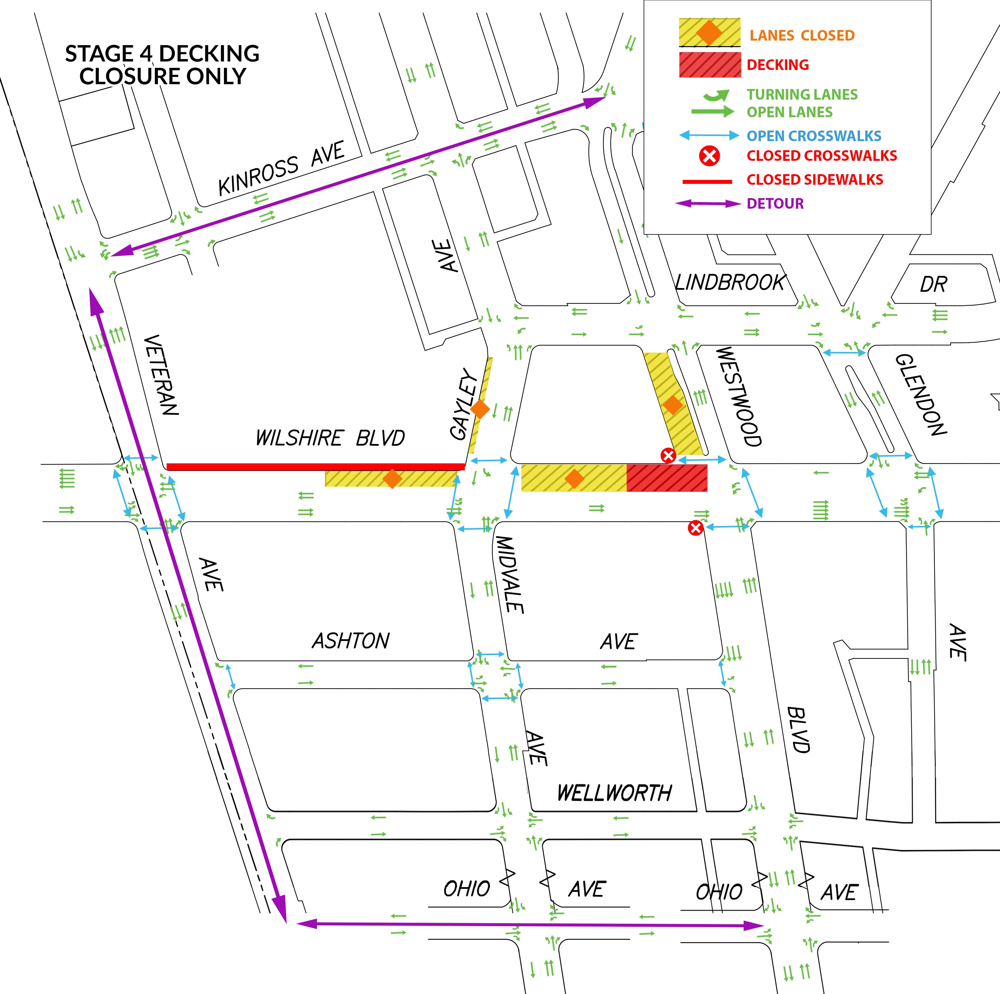 STAGE 4 DECKING
CLOSURE ONLY
LANES CLOSED
DECKING
TURNING LANES
OPEN LANES
OPEN CROSSWALKS
CLOSED CROSSWALKS
CLOSED SIDEWALKS
DETOUR
KINROSS AVE
AVE
LINDBROOK
DR
VETERAN
GAYLEY
WESTWOOD
GLENDON
WILSHIRE BLVD
AVE
MIDVALE
ASHTON
AVE
AVE
BLVD
AVE
WELLWORTH
OHIO
AVE
OHIO
AVE